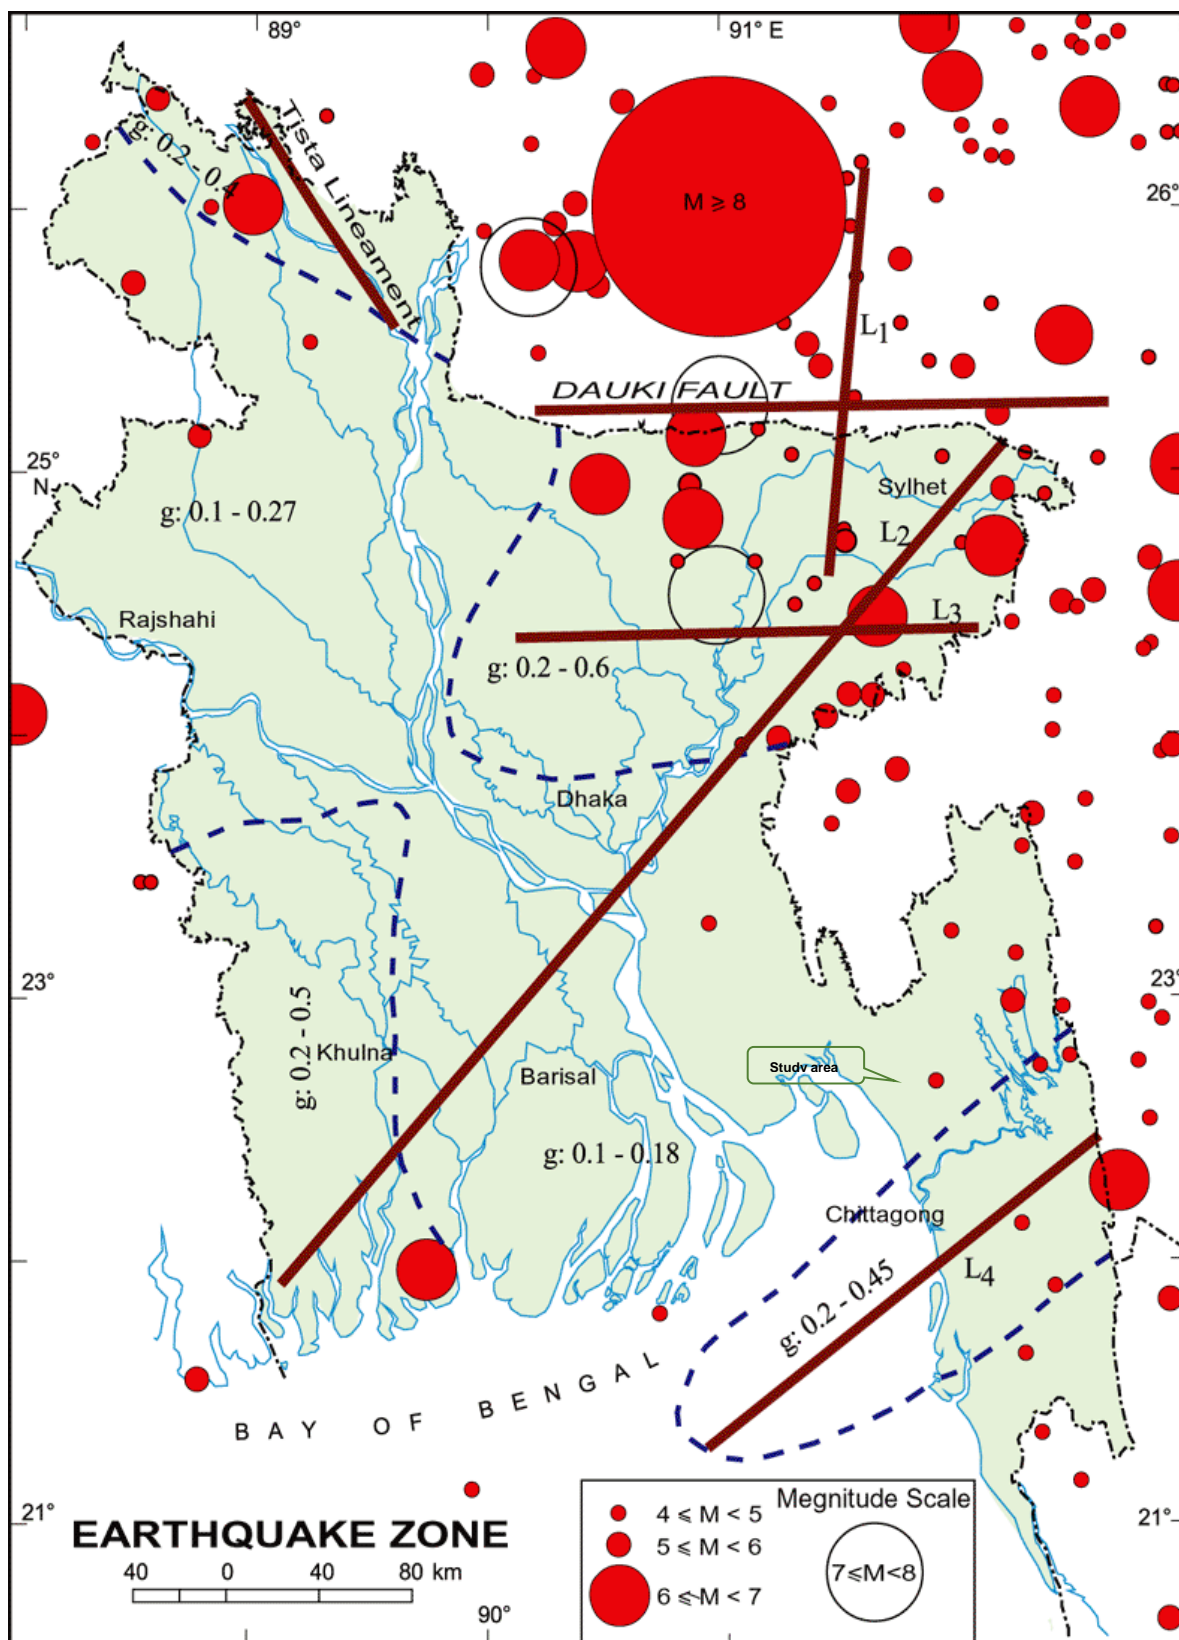 89°
91° E
Tista Lineament
g: 0.2 - 0.4
M ⩾ 8
26°
L1
DAUKI FAULT
25°
N
Sylhet
g: 0.1 - 0.27
L2
Rajshahi
L3
g: 0.2 - 0.6
Dhaka
23°
23°
g: 0.2 - 0.5
Khulna
Barisal
Study area
g: 0.1 - 0.18
Chittagong
L4
g: 0.2 - 0.45
BAY OF BENGAL
21°
21°
EARTHQUAKE ZONE
40 0 40 80 km
90°
Megnitude Scale
4 ⩽ M < 5
5 ⩽ M < 6
6 ⩽ M < 7
7⩽M<8